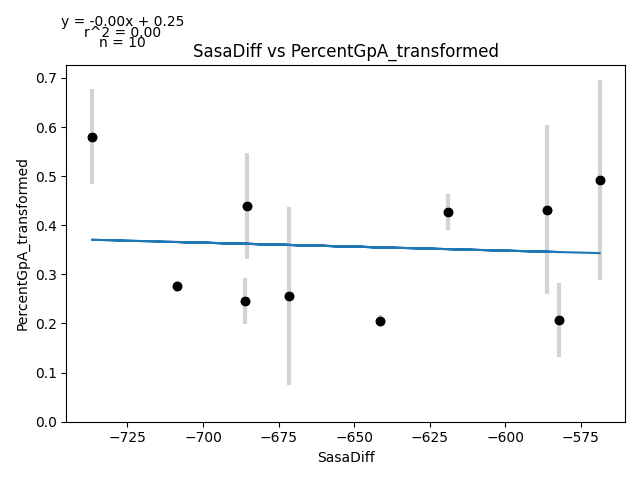 y = -0.00x + 0.25
r^2 = 0.00
n = 10
SasaDiff vs PercentGpA_transformed
0.7
0.6
0.5
0.4
0.3
0.2
0.1
0.0
PercentGpA_transformed
−725
−700
−675
−650
−625
−600
−575
SasaDiff